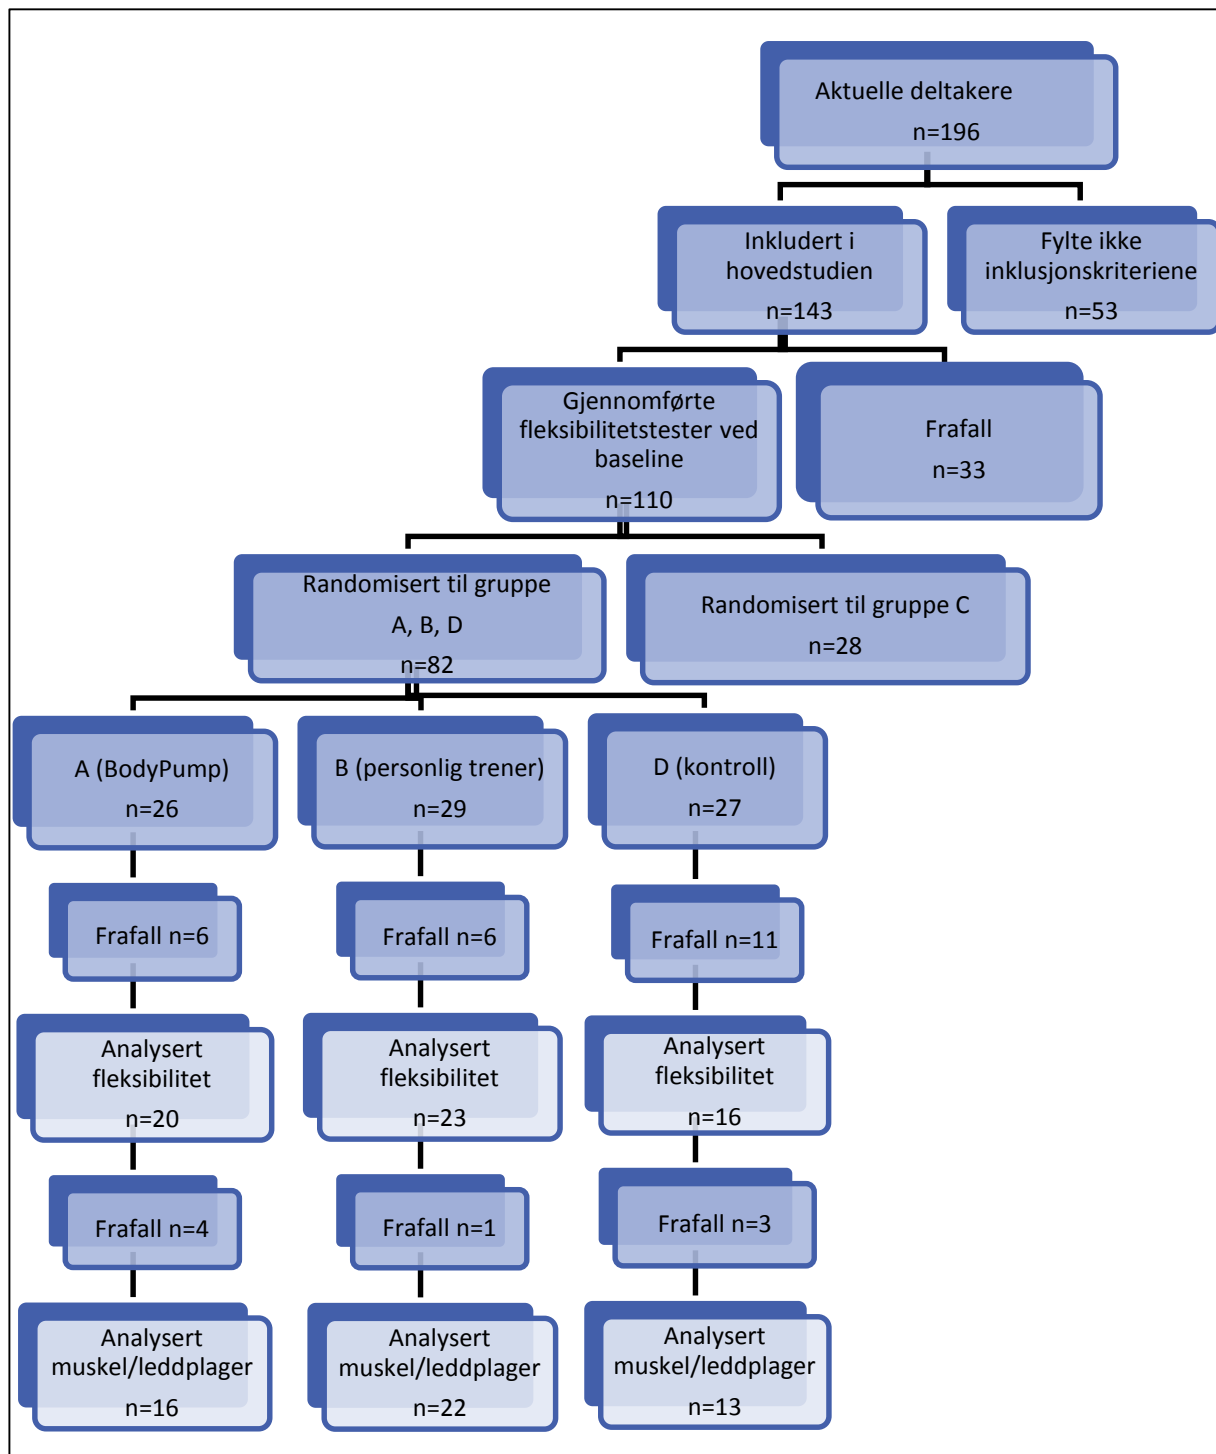 Aktuelle deltakere
n=196
Inkludert i
hovedstudien
n=143
Fylte ikke
inklusjonskriteriene
n=53
Gjennomførte
fleksibilitetstester ved
baseline
n=110
Frafall
n=33
Randomisert til gruppe
A, B, D
n=82
Randomisert til gruppe C
n=28
A (BodyPump)
n=26
B (personlig trener)
n=29
D (kontroll)
n=27
Frafall n=6
Frafall n=6
Frafall n=11
Analysert
fleksibilitet
n=20
Analysert
fleksibilitet
n=23
Analysert
fleksibilitet
n=16
Frafall n=4
Frafall n=1
Frafall n=3
Analysert
muskel/leddplager
n=16
Analysert
muskel/leddplager
n=22
Analysert
muskel/leddplager
n=13